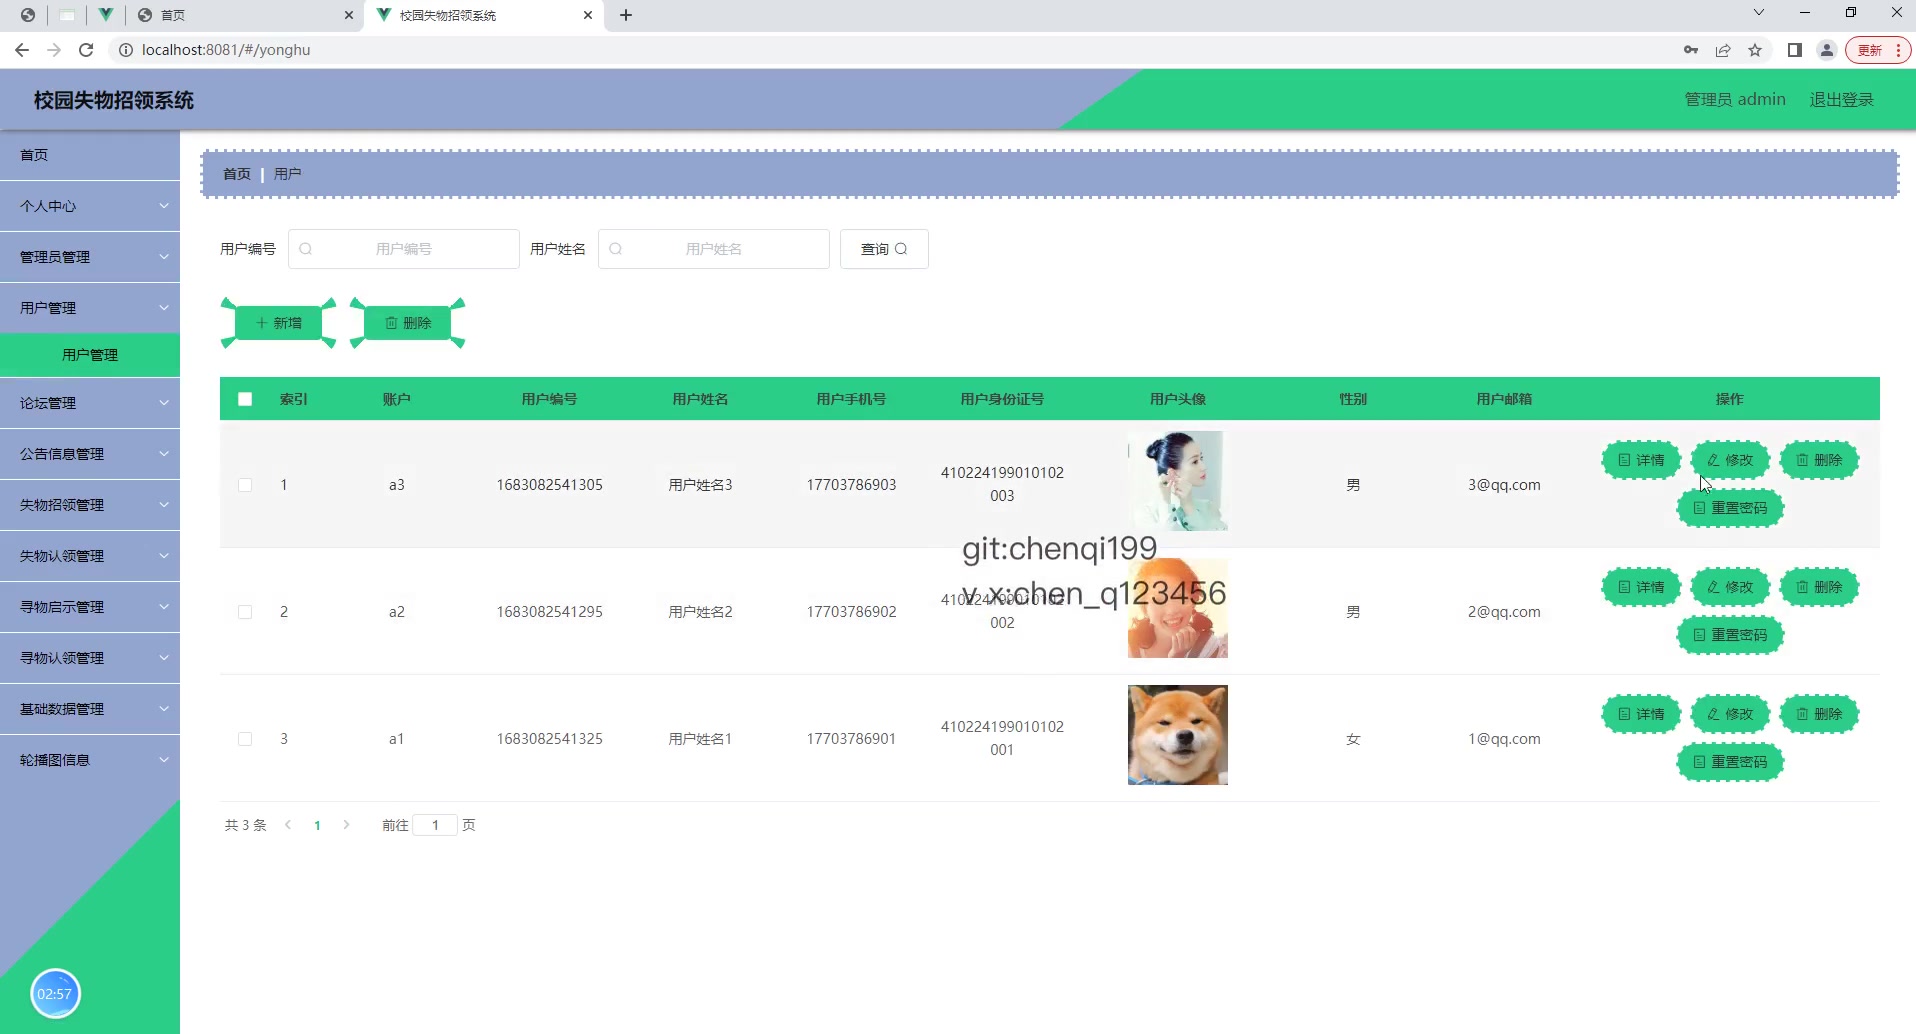 首页
校园失物招领系统
localhost:8081/#/yonghu
更新
校园失物招领系统
管理员 admin
退出登录
首页
个人中心
管理员管理
用户管理
用户管理
论坛管理
公告信息管理
失物招领管理
失物认领管理
寻物启示管理
寻物认领管理
基础数据管理
轮播图信息
02:57
首页 | 用户
用户编号 用户编号 用户姓名 用户姓名 查询
新增 删除
索引 账户 用户编号 用户姓名 用户手机号 用户身份证号 用户头像 性别 用户邮箱 操作
1 a3 1683082541305 用户姓名3 17703786903 410224199010102003 男 3@qq.com 详情 修改 删除
重置密码
git:chenqi199
v x:chen_q123456
2 a2 1683082541295 用户姓名2 17703786902 410224199010102002 男 2@qq.com 详情 修改 删除
重置密码
3 a1 1683082541325 用户姓名1 17703786901 410224199010102001 女 1@qq.com 详情 修改 删除
重置密码
共 3 条 1 前往 1 页